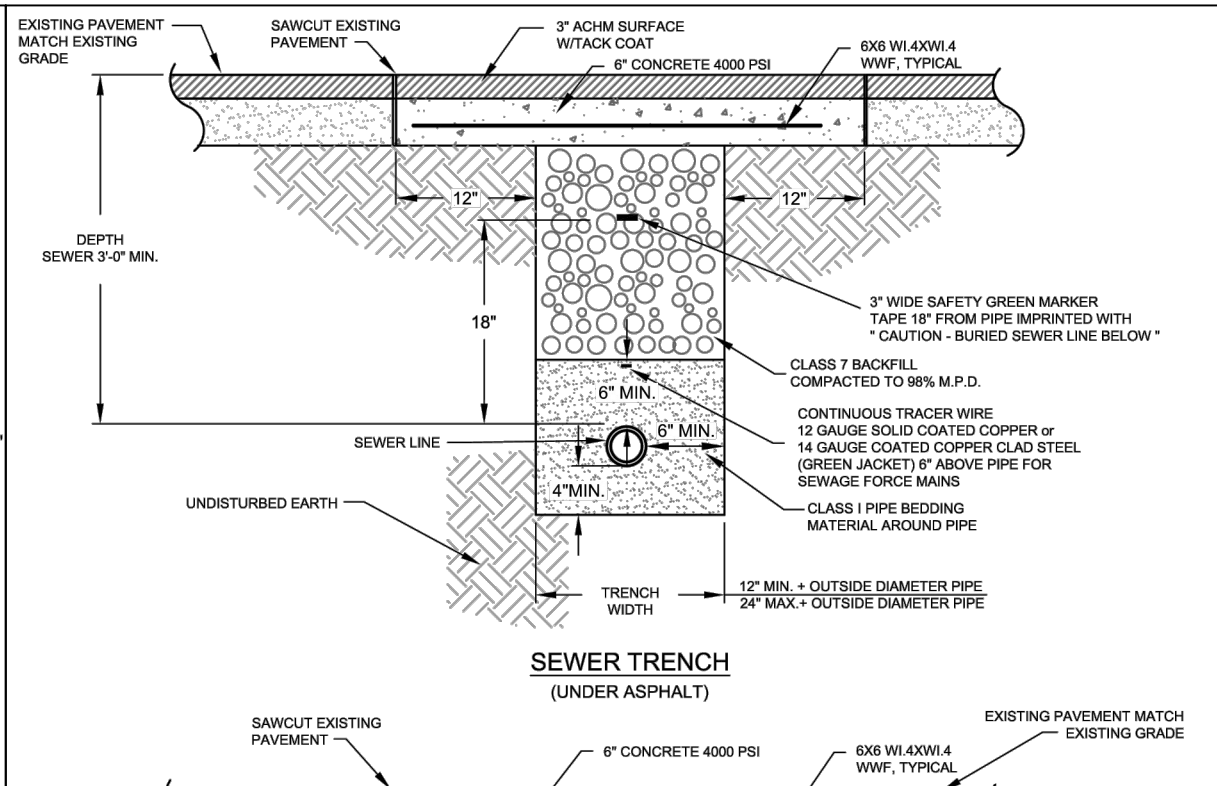 EXISTING PAVEMENT
MATCH EXISTING
GRADE
SAWCUT EXISTING
PAVEMENT
3" ACHM SURFACE
W/TACK COAT
6" CONCRETE 4000 PSI
6X6 WI.4XWI.4
WWF, TYPICAL
12"
12"
DEPTH
SEWER 3'-0" MIN.
18"
3" WIDE SAFETY GREEN MARKER
TAPE 18" FROM PIPE IMPRINTED WITH
" CAUTION - BURIED SEWER LINE BELOW "
CLASS 7 BACKFILL
COMPACTED TO 98% M.P.D.
6" MIN.
CONTINUOUS TRACER WIRE
12 GAUGE SOLID COATED COPPER or
14 GAUGE COATED COPPER CLAD STEEL
(GREEN JACKET) 6" ABOVE PIPE FOR
SEWAGE FORCE MAINS
6" MIN.
SEWER LINE
4"MIN.
UNDISTURBED EARTH
CLASS I PIPE BEDDING
MATERIAL AROUND PIPE
TRENCH
WIDTH
12" MIN. + OUTSIDE DIAMETER PIPE
24" MAX.+ OUTSIDE DIAMETER PIPE
SEWER TRENCH
(UNDER ASPHALT)
SAWCUT EXISTING
PAVEMENT
6" CONCRETE 4000 PSI
6X6 WI.4XWI.4
WWF, TYPICAL
EXISTING PAVEMENT MATCH
EXISTING GRADE